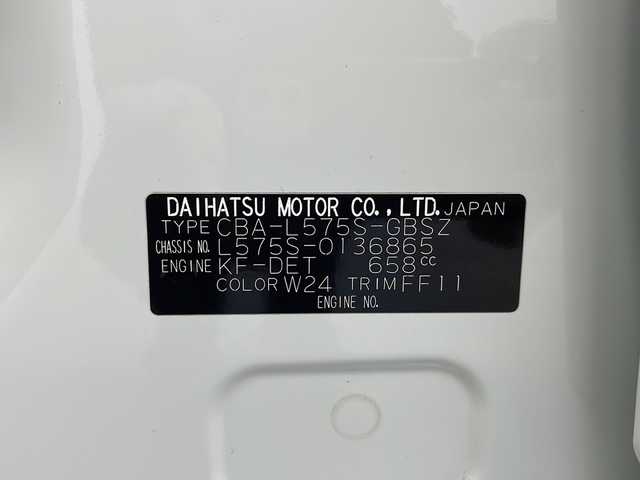 DAIHATSU MOTOR CO., LTD. JAPAN
TYPE CBA-L575S-GBSZ
CHASSIS NO. L575S-0136865
ENGINE KF-DET 658cc
COLOR W24 TRIM FF11
ENGINE NO.